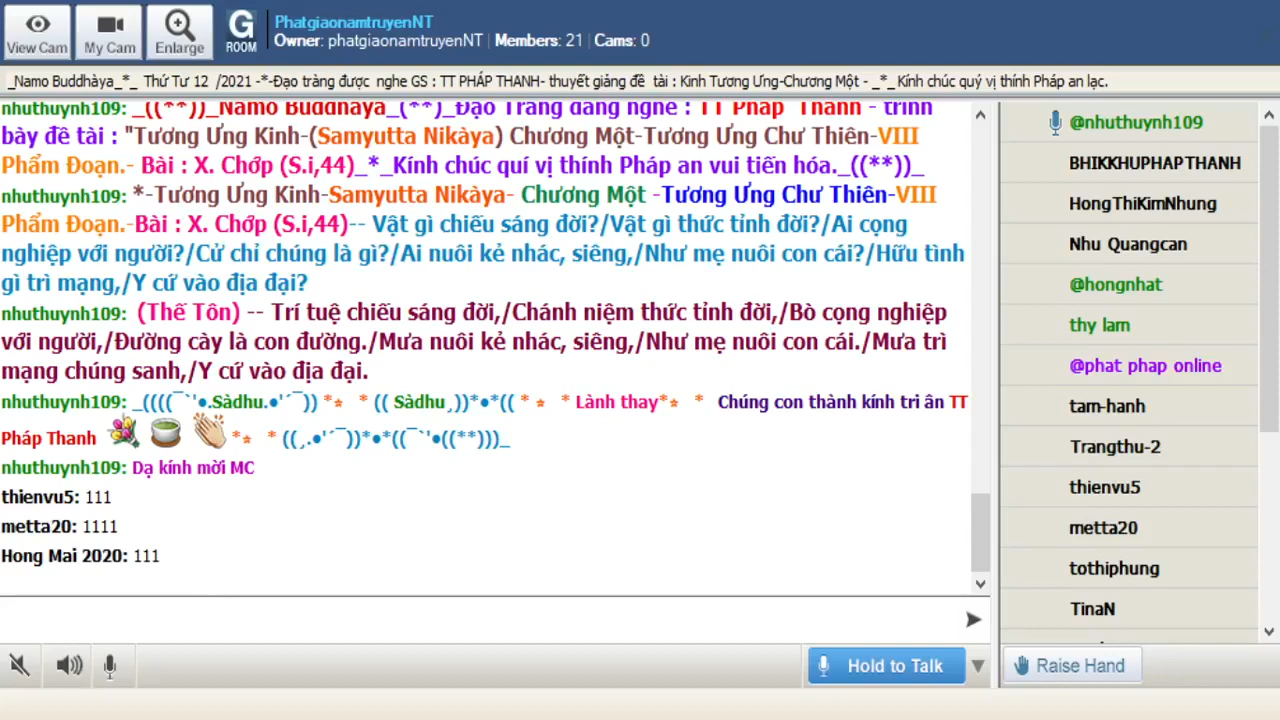 View Cam
My Cam
Enlarge
G
ROOM
PhatgiaonamtruyenNT
Owner: phatgiaonamtruyenNT | Members: 21 | Cams: 0
_Namo Buddhàya_*_ Thứ Tư 12 /2021 -*-Đạo tràng được nghe GS : TT PHÁP THANH- thuyết giảng đề tài : Kinh Tương Ưng-Chương Một - _*_ Kính chúc quý vị thính Pháp an lạc.
nhuthuynh109: _((**))_Namo Buddhaya_(**)_Đạo Tràng đang nghe : TT Pháp Thanh - trình
bày đề tài : "Tương Ưng Kinh-(Samyutta Nikàya) Chương Một-Tương Ưng Chư Thiên-VIII
Phẩm Đoạn.- Bài : X. Chớp (S.i,44)_*_Kính chúc quí vị thính Pháp an vui tiến hóa._((**))_
nhuthuynh109: *-Tương Ưng Kinh-Samyutta Nikàya- Chương Một -Tương Ưng Chư Thiên-VIII
Phẩm Đoạn.-Bài : X. Chớp (S.i,44)-- Vật gì chiếu sáng đời?/Vật gì thức tỉnh đời?/Ai cọng
nghiệp với người?/Cử chỉ chúng là gì?/Ai nuôi kẻ nhác, siêng,/Như mẹ nuôi con cái?/Hữu tình
gì trì mạng,/Y cứ vào địa đại?
nhuthuynh109: (Thế Tôn) -- Trí tuệ chiếu sáng đời,/Chánh niệm thức tỉnh đời,/Bò cọng nghiệp
với người,/Đường cày là con đường./Mưa nuôi kẻ nhác, siêng,/Như mẹ nuôi con cái./Mưa trì
mạng chúng sanh,/Y cứ vào địa đại.
nhuthuynh109: _((((¯`'•.Sàdhu.•'´¯)) *⭒ * (( Sàdhu¸))*•*(( * ⭒ * Lành thay*⭒ * Chúng con thành kính tri ân TT
Pháp Thanh *⭒ * ((¸.•'´¯))*•*((¯`'•((**)))_
nhuthuynh109: Dạ kính mời MC
thienvu5: 111
metta20: 1111
Hong Mai 2020: 111
Hold to Talk
@nhuthuynh109
BHIKKHUPHAPTHANH
HongThiKimNhung
Nhu Quangcan
@hongnhat
thy lam
@phat phap online
tam-hanh
Trangthu-2
thienvu5
metta20
tothiphung
TinaN
Raise Hand